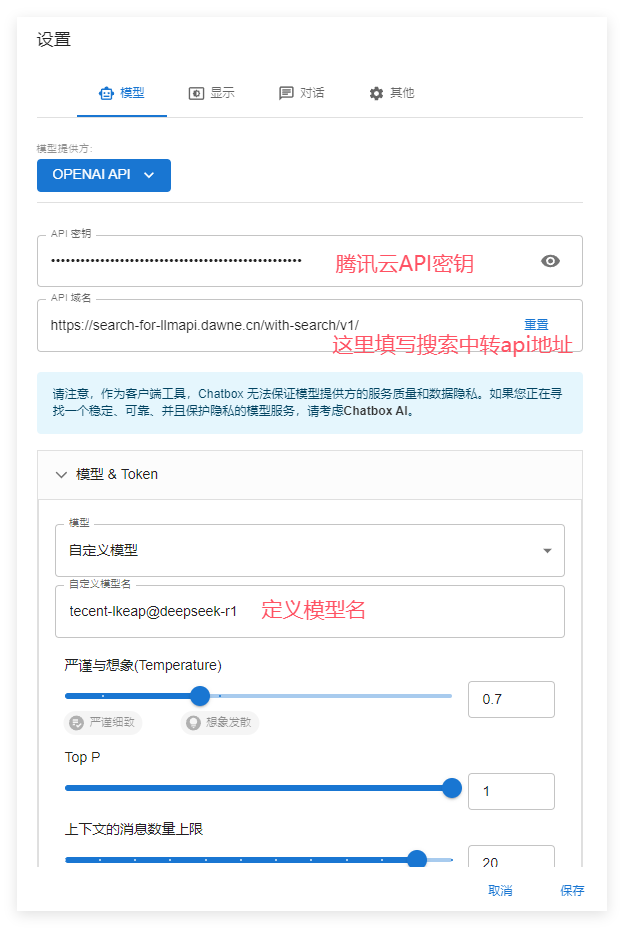 设置
模型 显示 对话 其他
模型提供方:
OPENAI API
API 密钥
•••••••••••••••••••••••••••••••••••••••••••••••••• 腾讯云API密钥
API 域名
https://search-for-llmapi.dawne.cn/with-search/v1/ 重置
这里填写搜索中转api地址
请注意，作为客户端工具，Chatbox 无法保证模型提供方的服务质量和数据隐私。如果您正在寻
找一个稳定、可靠、并且保护隐私的模型服务，请考虑Chatbox AI。
模型 & Token
模型
自定义模型
自定义模型名
tecent-lkeap@deepseek-r1 定义模型名
严谨与想象(Temperature)
0.7
严谨细致 想象发散
Top P
1
上下文的消息数量上限
20
取消 保存